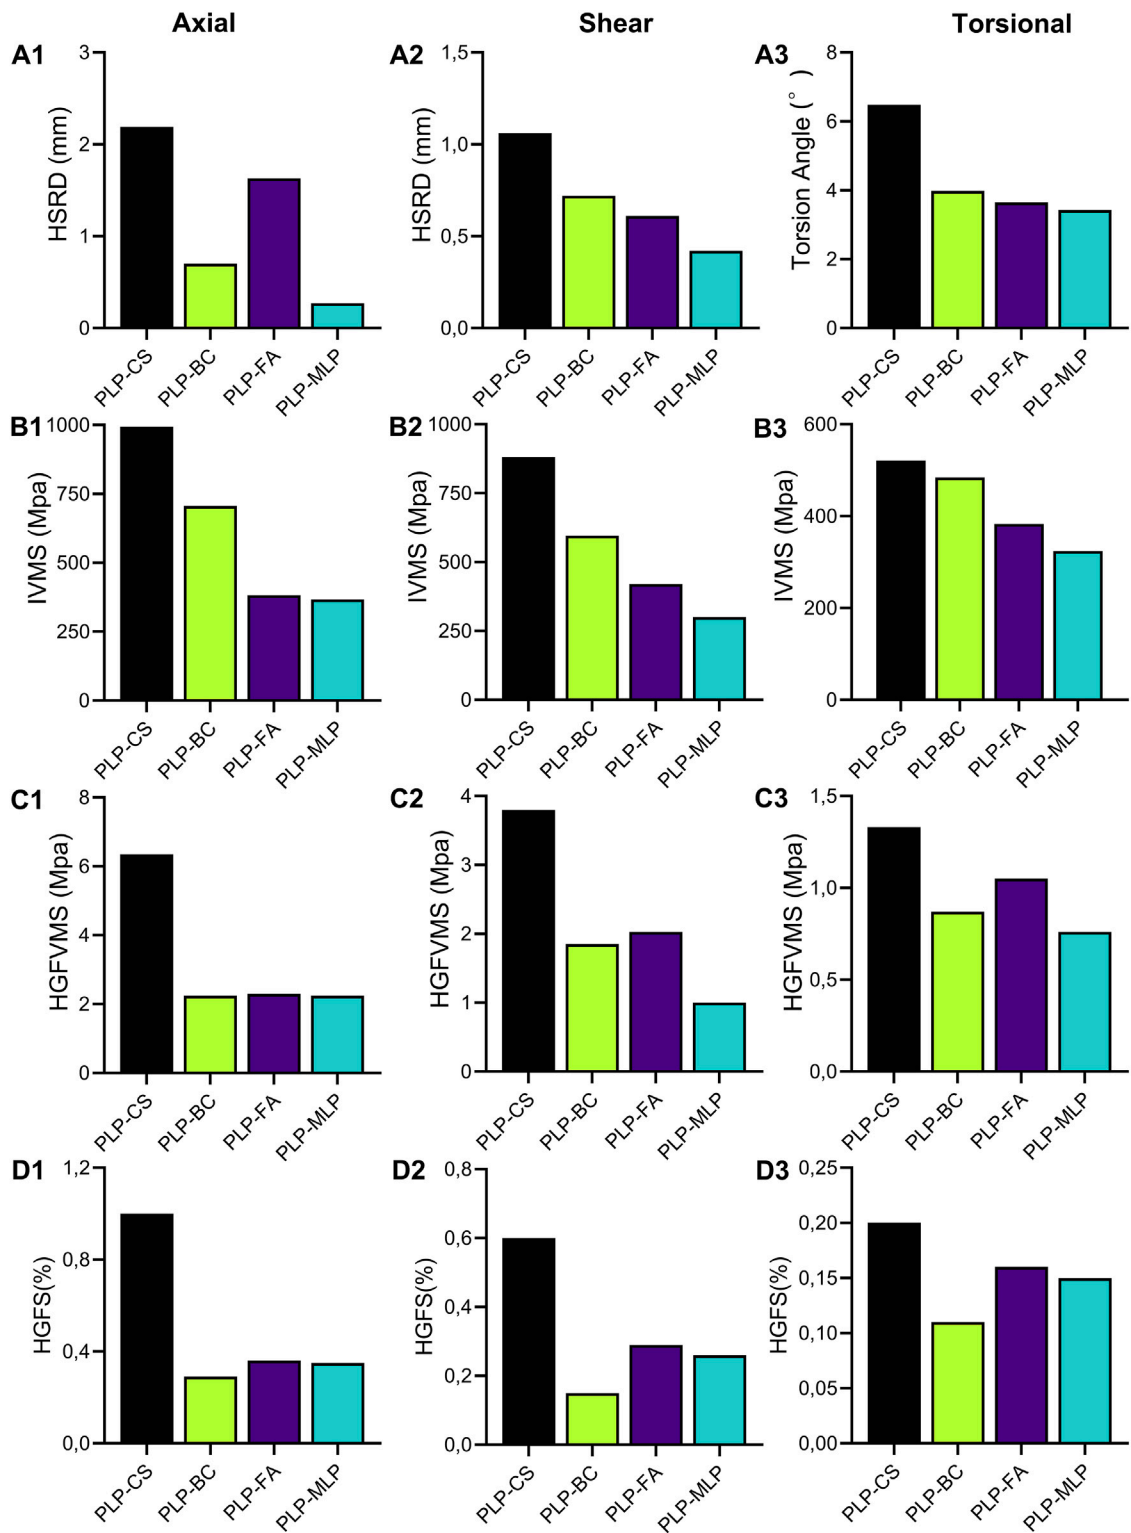 Axial
Shear
Torsional
A1
HSRD (mm)
3
2
1
0
PLP-CS
PLP-BC
PLP-FA
PLP-MLP
A2
HSRD (mm)
1,5
1,0
0,5
0,0
PLP-CS
PLP-BC
PLP-FA
PLP-MLP
A3
Torsion Angle (°)
8
6
4
2
0
PLP-CS
PLP-BC
PLP-FA
PLP-MLP
B1
IVMS (Mpa)
1000
750
500
250
0
PLP-CS
PLP-BC
PLP-FA
PLP-MLP
B2
IVMS (Mpa)
1000
750
500
250
0
PLP-CS
PLP-BC
PLP-FA
PLP-MLP
B3
IVMS (Mpa)
600
400
200
0
PLP-CS
PLP-BC
PLP-FA
PLP-MLP
C1
HGFVMS (Mpa)
8
6
4
2
0
PLP-CS
PLP-BC
PLP-FA
PLP-MLP
C2
HGFVMS (Mpa)
4
3
2
1
0
PLP-CS
PLP-BC
PLP-FA
PLP-MLP
C3
HGFVMS (Mpa)
1,5
1,0
0,5
0,0
PLP-CS
PLP-BC
PLP-FA
PLP-MLP
D1
HGFS(%)
1,2
0,8
0,4
0,0
PLP-CS
PLP-BC
PLP-FA
PLP-MLP
D2
HGFS(%)
0,8
0,6
0,4
0,2
0,0
PLP-CS
PLP-BC
PLP-FA
PLP-MLP
D3
HGFS(%)
0,25
0,20
0,15
0,10
0,05
0,00
PLP-CS
PLP-BC
PLP-FA
PLP-MLP